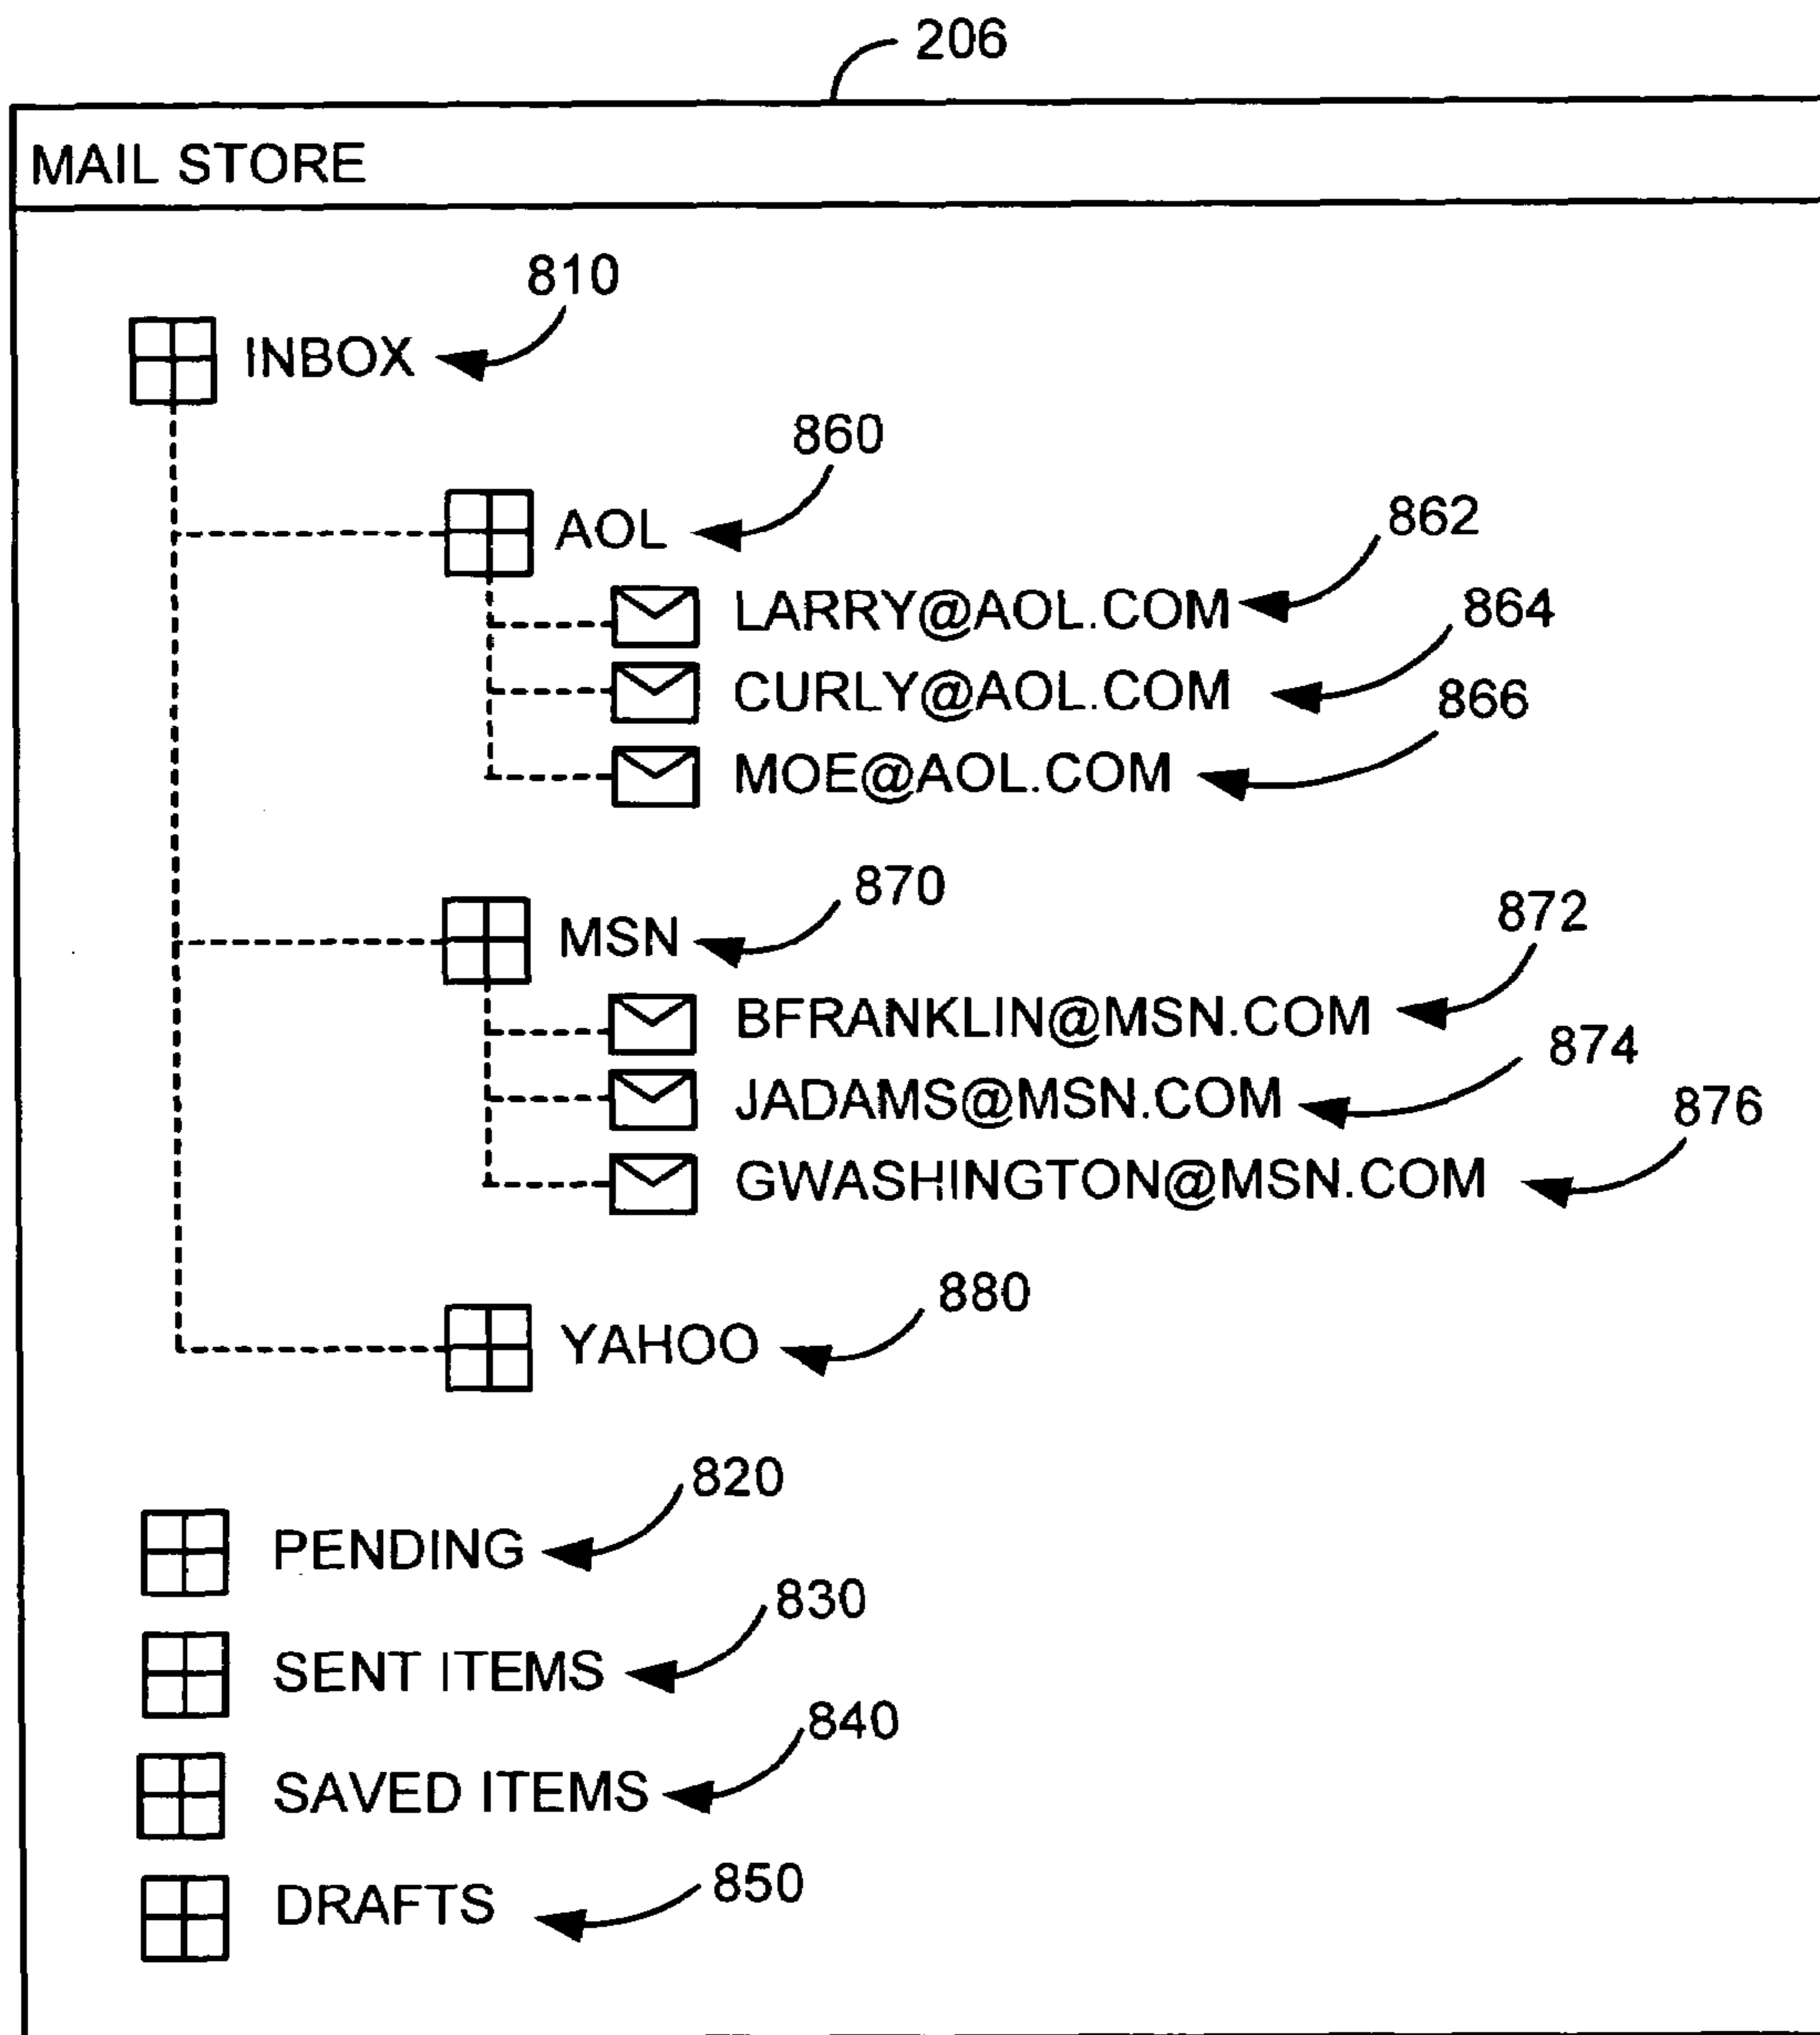 206
MAIL STORE
810
INBOX
860
AOL
862
LARRY@AOL.COM
864
CURLY@AOL.COM
866
MOE@AOL.COM
870
MSN
872
BFRANKLIN@MSN.COM
874
JADAMS@MSN.COM
876
GWASHINGTON@MSN.COM
880
YAHOO
820
PENDING
830
SENT ITEMS
840
SAVED ITEMS
850
DRAFTS